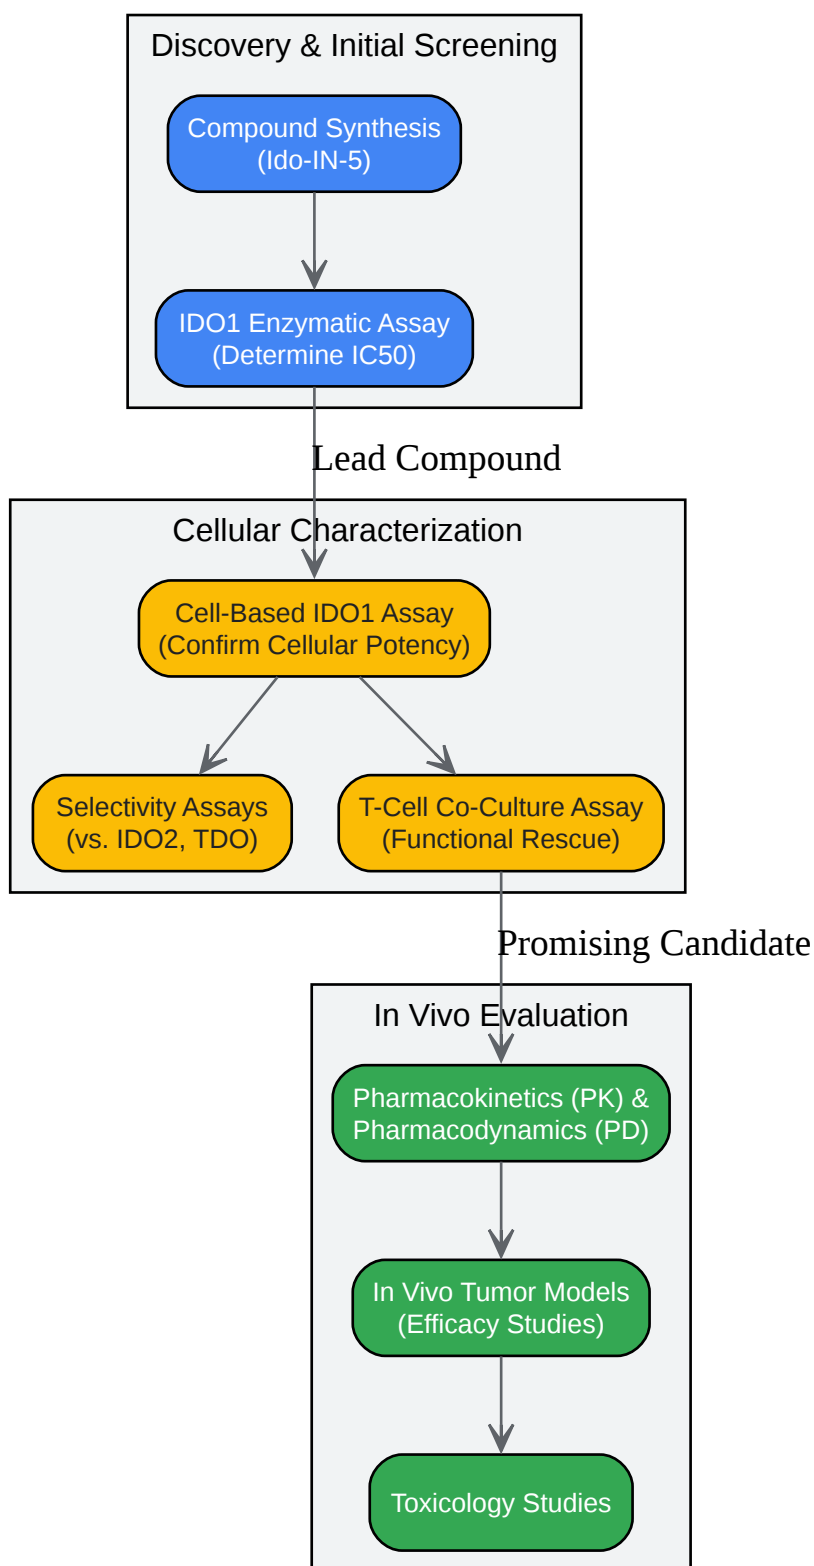 Discovery & Initial Screening
Compound Synthesis
(Ido-IN-5)
IDO1 Enzymatic Assay
(Determine IC50)
Lead Compound
Cellular Characterization
Cell-Based IDO1 Assay
(Confirm Cellular Potency)
Selectivity Assays
(vs. IDO2, TDO)
T-Cell Co-Culture Assay
(Functional Rescue)
Promising Candidate
In Vivo Evaluation
Pharmacokinetics (PK) &
Pharmacodynamics (PD)
In Vivo Tumor Models
(Efficacy Studies)
Toxicology Studies